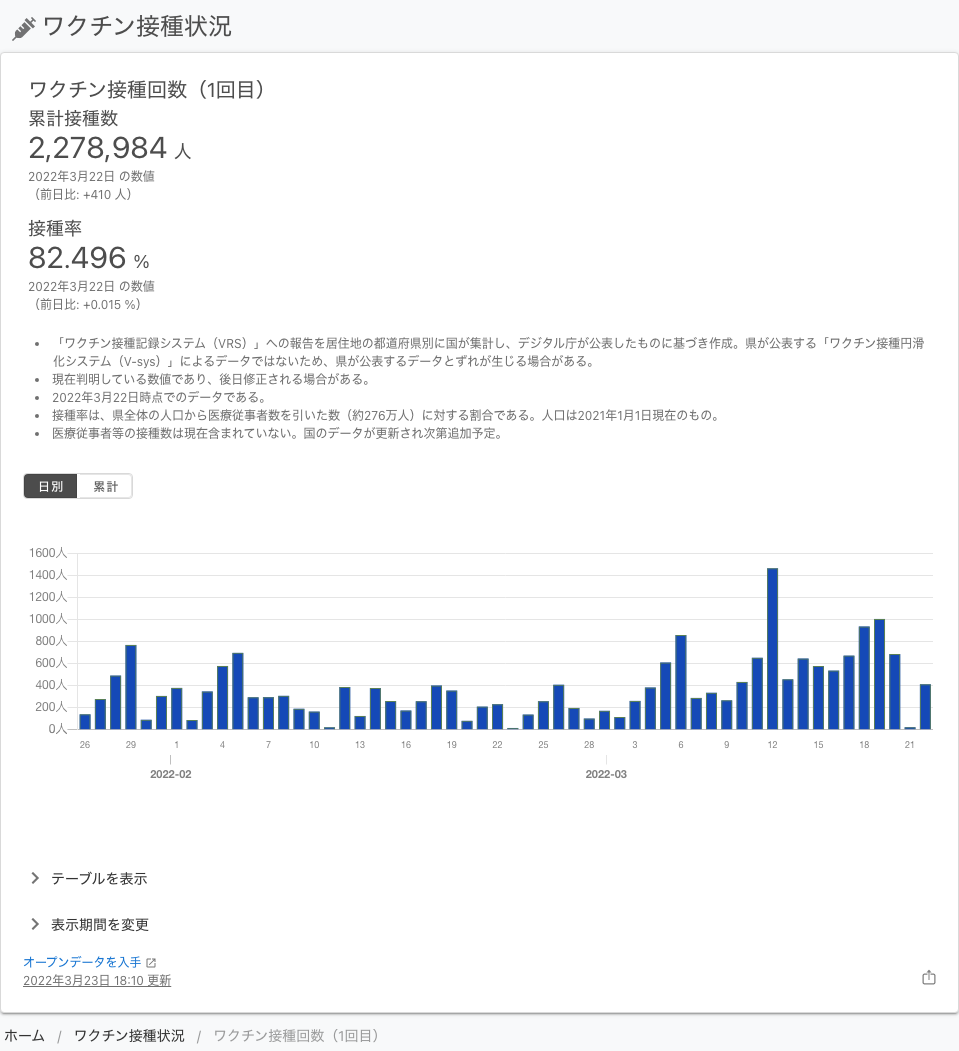 ワクチン接種状況
ワクチン接種回数（1回目）
累計接種数
2,278,984 人
2022年3月22日 の数値
（前日比: +410 人）
接種率
82.496 %
2022年3月22日 の数値
（前日比: +0.015 %）
• 「ワクチン接種記録システム（VRS）」への報告を居住地の都道府県別に国が集計し、デジタル庁が公表したものに基づき作成。県が公表する「ワクチン接種円滑
化システム（V-sys）」によるデータではないため、県が公表するデータとずれが生じる場合がある。
• 現在判明している数値であり、後日修正される場合がある。
• 2022年3月22日時点でのデータである。
• 接種率は、県全体の人口から医療従事者数を引いた数（約276万人）に対する割合である。人口は2021年1月1日現在のもの。
• 医療従事者等の接種数は現在含まれていない。国のデータが更新され次第追加予定。
日別 累計
1600人
1400人
1200人
1000人
800人
600人
400人
200人
0人
26 29 1 4 7 10 13 16 19 22 25 28 3 6 9 12 15 18 21
2022-02 2022-03
テーブルを表示
表示期間を変更
オープンデータを入手
2022年3月23日 18:10 更新
ホーム / ワクチン接種状況 / ワクチン接種回数（1回目）